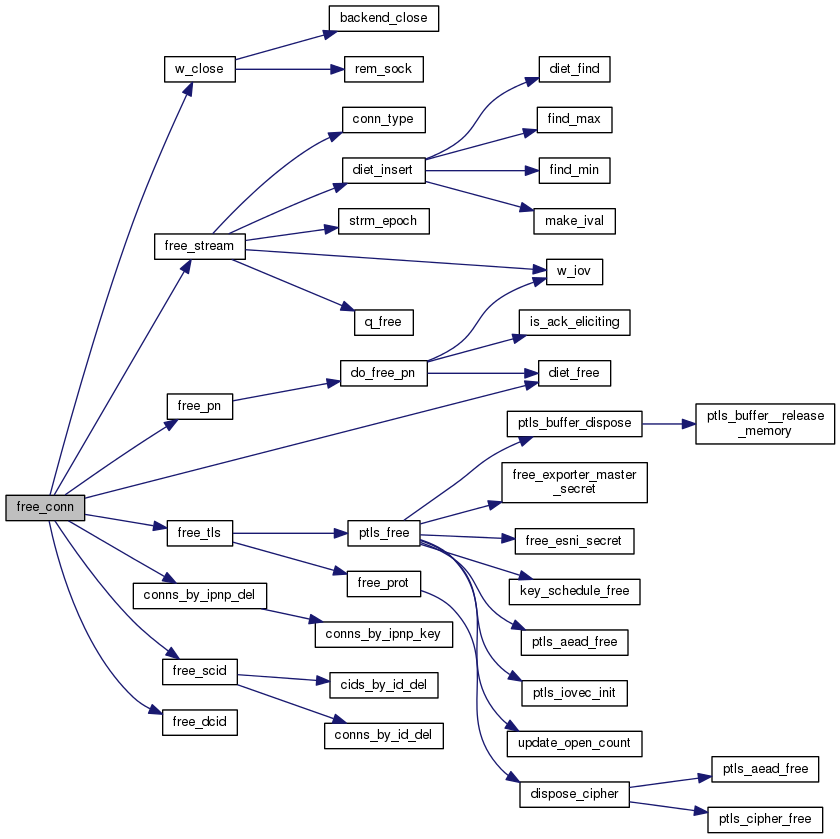 backend_close
w_close
rem_sock
diet_find
conn_type
find_max
diet_insert
find_min
strm_epoch
make_ival
free_stream
w_iov
q_free
is_ack_eliciting
do_free_pn
diet_free
free_pn
ptls_buffer_dispose
ptls_buffer__release
_memory
free_exporter_master
_secret
free_conn
free_tls
ptls_free
free_esni_secret
free_prot
key_schedule_free
conns_by_ipnp_del
conns_by_ipnp_key
ptls_aead_free
free_scid
cids_by_id_del
ptls_iovec_init
free_dcid
conns_by_id_del
update_open_count
ptls_aead_free
dispose_cipher
ptls_cipher_free